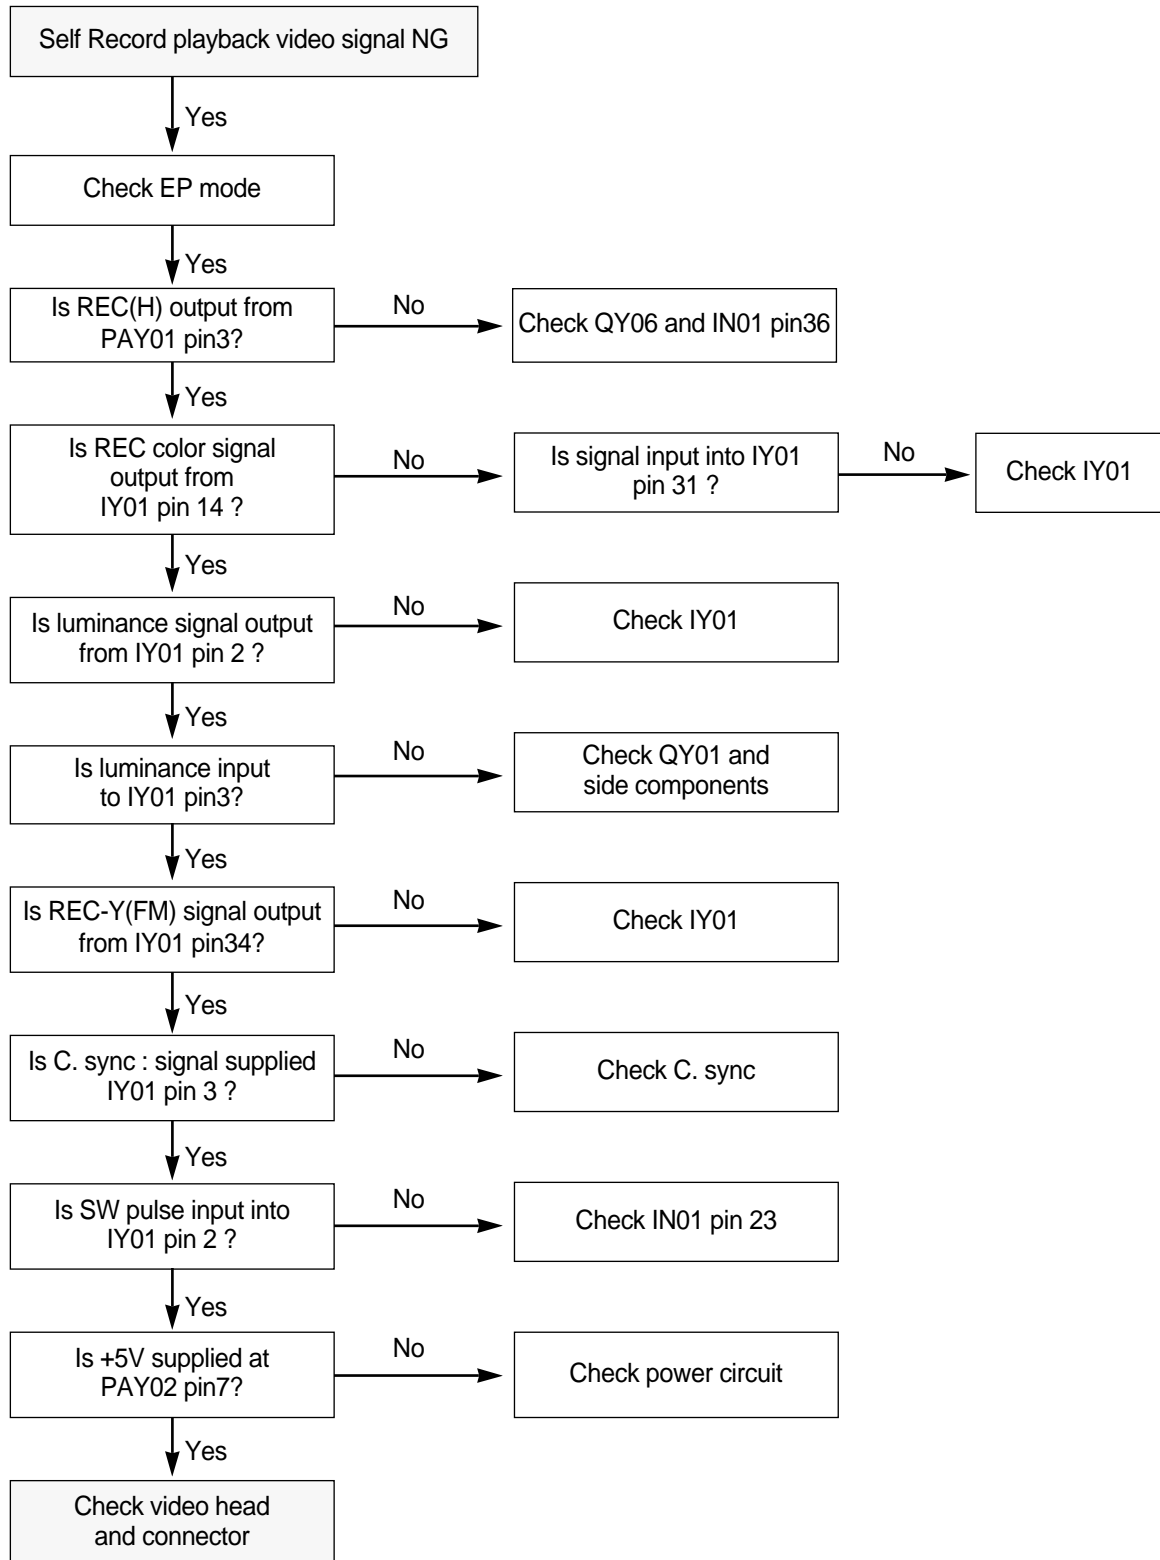 Self Record playback video signal NG
Yes
Check EP mode
Yes
Is REC(H) output from
PAY01 pin3?
No
Check QY06 and IN01 pin36
Yes
Is REC color signal
output from
IY01 pin 14 ?
No
Is signal input into IY01
pin 31 ?
No
Check IY01
Yes
Is luminance signal output
from IY01 pin 2 ?
No
Check IY01
Yes
Is luminance input
to IY01 pin3?
No
Check QY01 and
side components
Yes
Is REC-Y(FM) signal output
from IY01 pin34?
No
Check IY01
Yes
Is C. sync : signal supplied
IY01 pin 3 ?
No
Check C. sync
Yes
Is SW pulse input into
IY01 pin 2 ?
No
Check IN01 pin 23
Yes
Is +5V supplied at
PAY02 pin7?
No
Check power circuit
Yes
Check video head
and connector